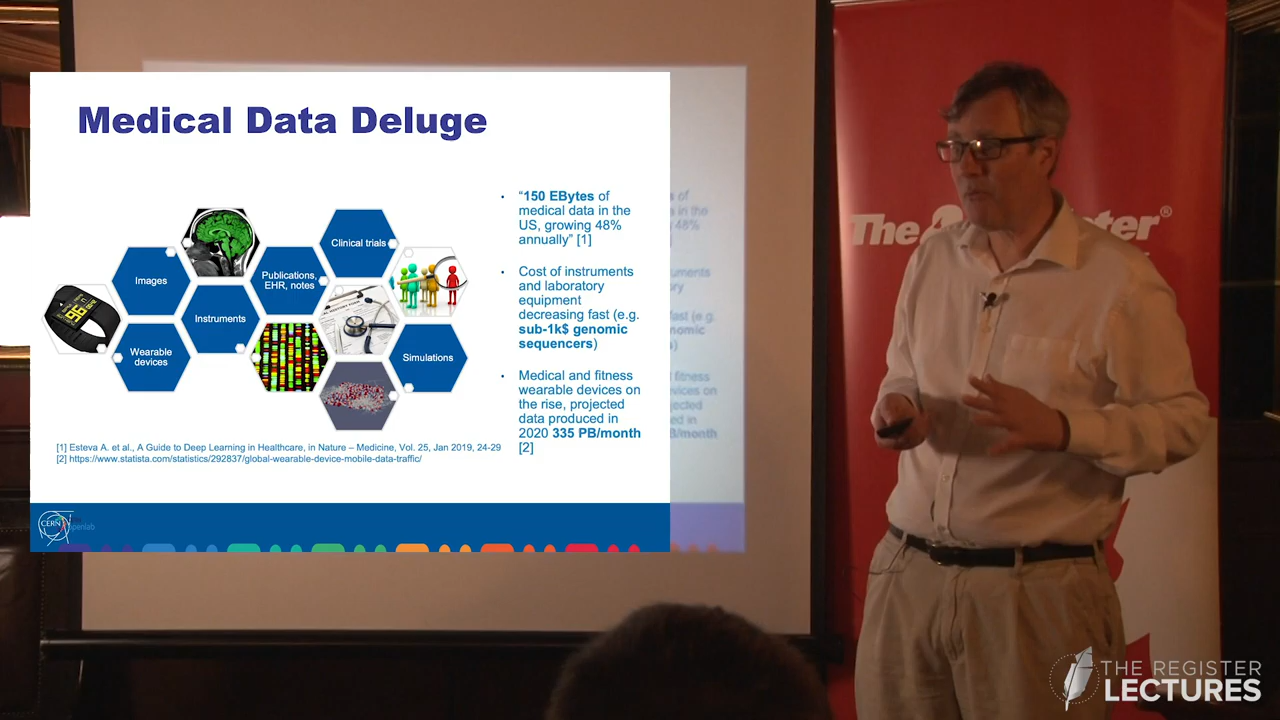 Medical Data Deluge
Clinical trials
Images
Publications,
EHR, notes
Instruments
Wearable
devices
Simulations
• "150 EBytes of
medical data in the
US, growing 48%
annually" [1]
• Cost of instruments
and laboratory
equipment
decreasing fast (e.g.
sub-1k$ genomic
sequencers)
• Medical and fitness
wearable devices on
the rise, projected
data produced in
2020 335 PB/month
[2]
[1] Esteva A. et al., A Guide to Deep Learning in Healthcare, in Nature – Medicine, Vol. 25, Jan 2019, 24-29
[2] https://www.statista.com/statistics/292837/global-wearable-device-mobile-data-traffic/
CERN
openlab
The Register®
THE REGISTER
LECTURES